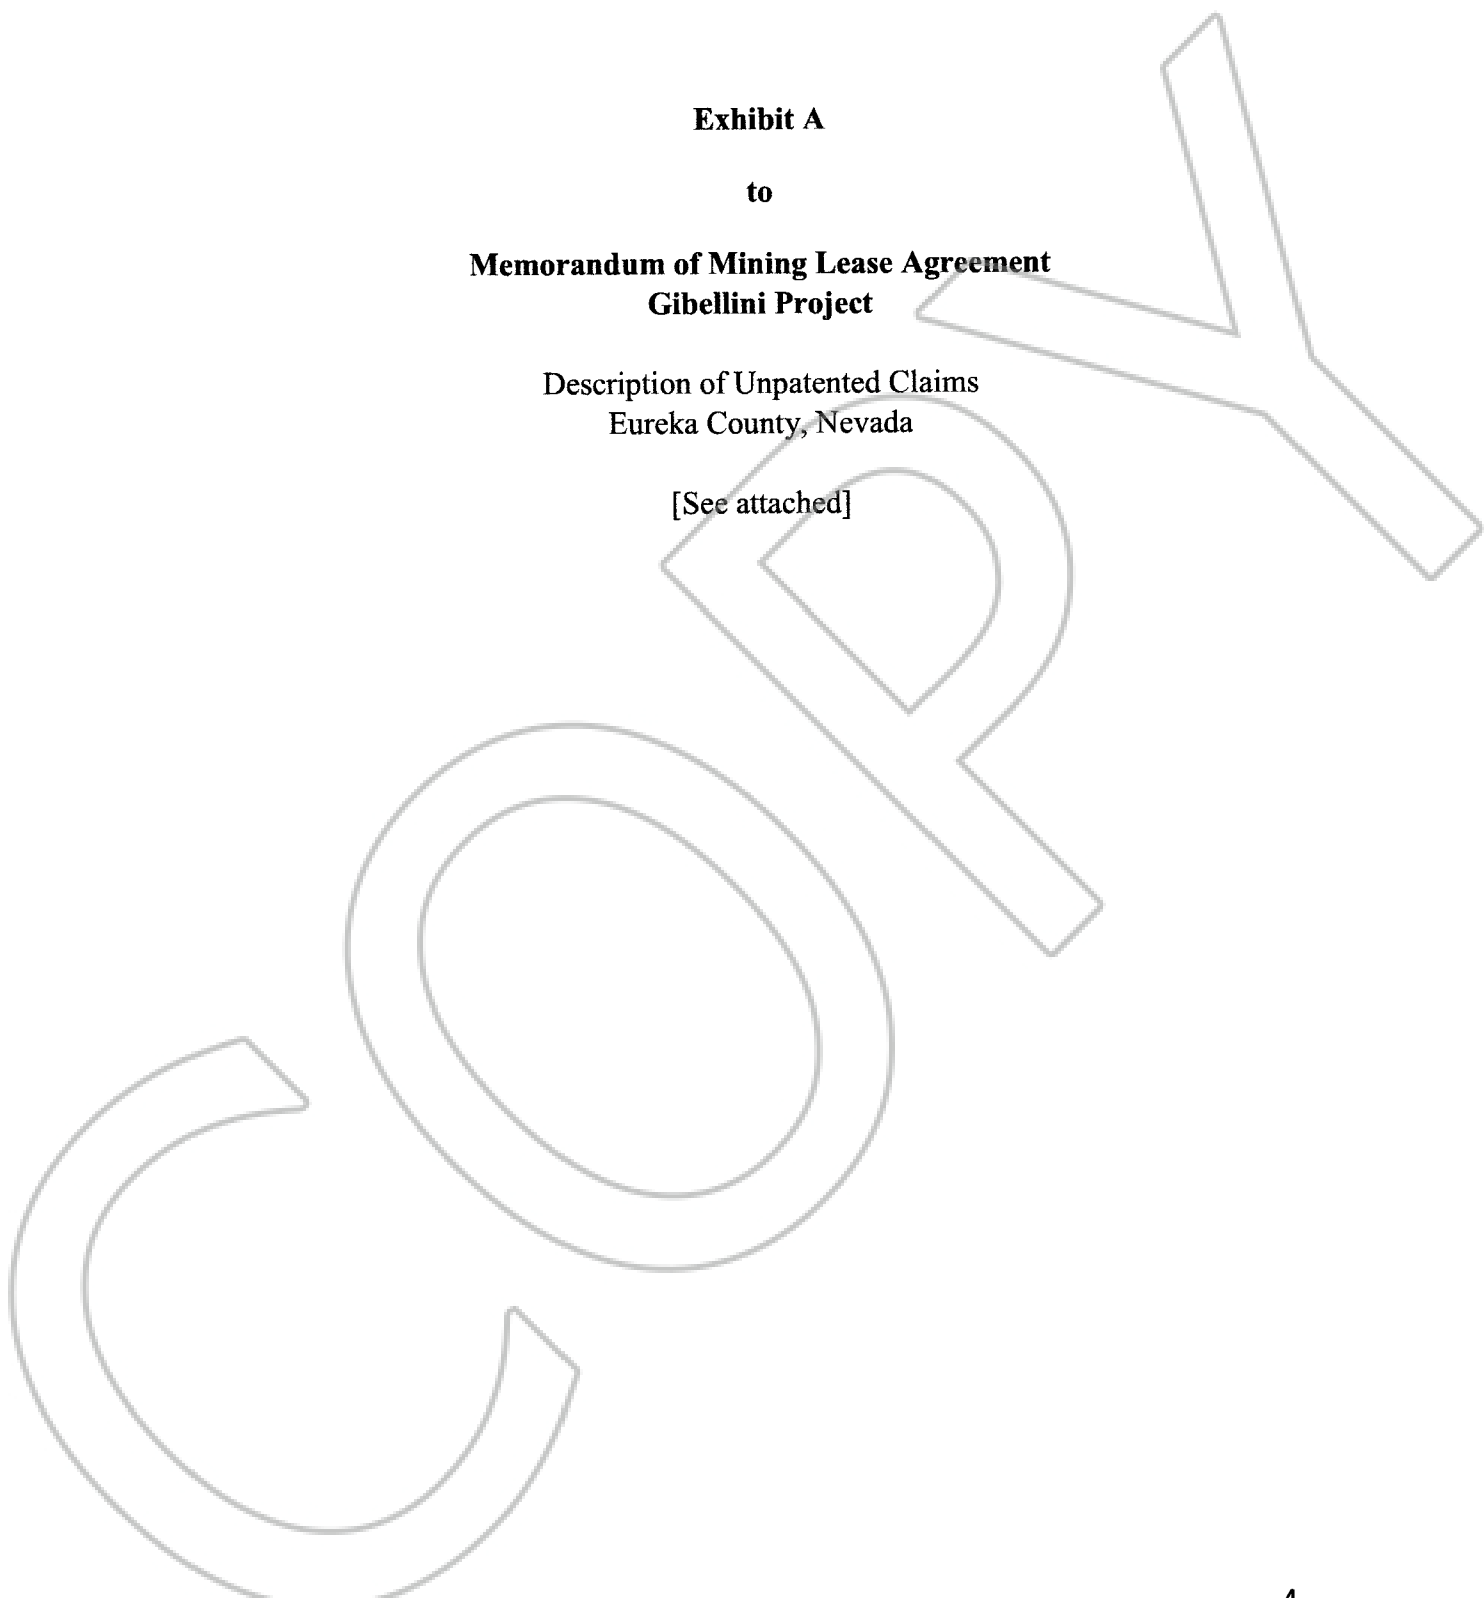 Exhibit A
to
Memorandum of Mining Lease Agreement
Gibellini Project
Description of Unpatented Claims
Eureka County, Nevada
[See attached]
COPY
4